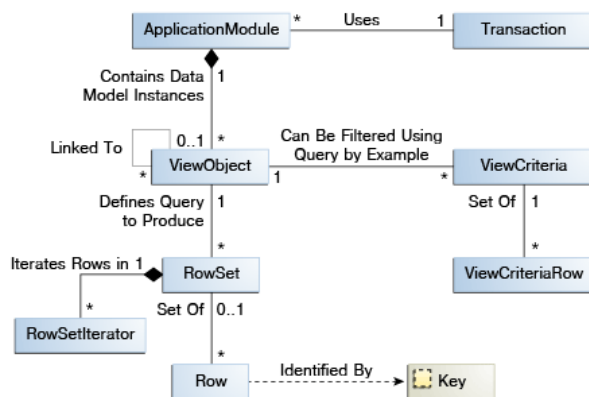 ApplicationModule
*
Uses
1
Transaction
Contains Data
Model Instances
1
Linked To
0..1
*
*
ViewObject
1
Can Be Filtered Using
Query by Example
*
ViewCriteria
Defines Query
to Produce
1
*
Set Of
1
*
ViewCriteriaRow
Iterates Rows in
1
RowSet
*
RowSetIterator
Set Of
0..1
*
Row
Identified By
Key